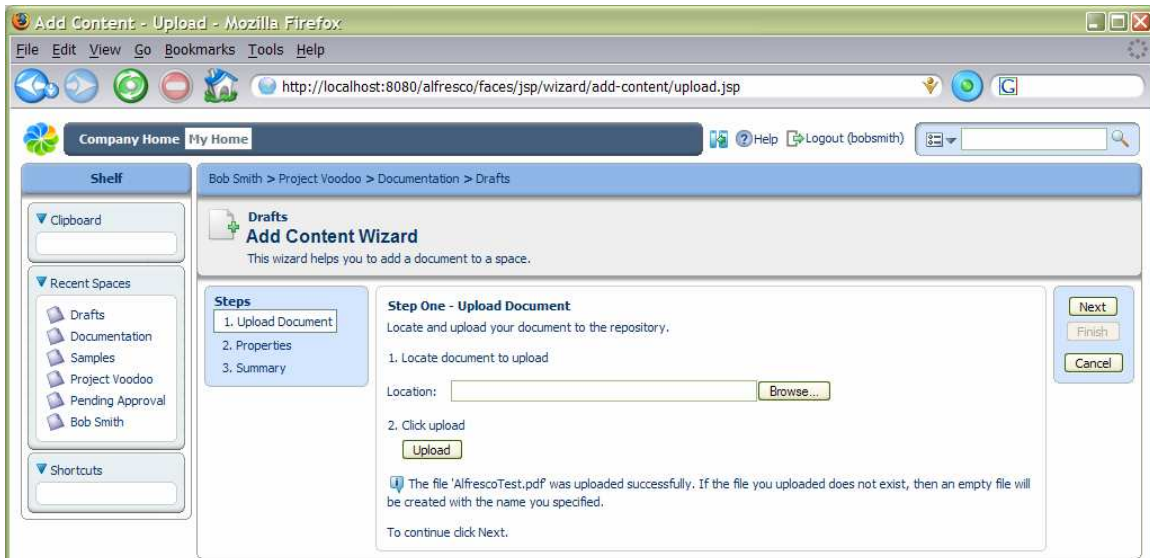 Add Content - Upload - Mozilla Firefox
File Edit View Go Bookmarks Tools Help
http://localhost:8080/alfresco/faces/jsp/wizard/add-content/upload.jsp
G
Company Home My Home
Help Logout (bobsmith)
Shelf
Bob Smith > Project Voodoo > Documentation > Drafts
Clipboard
Drafts
Add Content Wizard
This wizard helps you to add a document to a space.
Recent Spaces
Drafts
Documentation
Samples
Project Voodoo
Pending Approval
Bob Smith
Shortcuts
Steps
1. Upload Document
2. Properties
3. Summary
Step One - Upload Document
Locate and upload your document to the repository.
1. Locate document to upload
Location: Browse...
2. Click upload
Upload
The file 'AlfrescoTest.pdf' was uploaded successfully. If the file you uploaded does not exist, then an empty file will
be created with the name you specified.
To continue click Next.
Next
Finish
Cancel